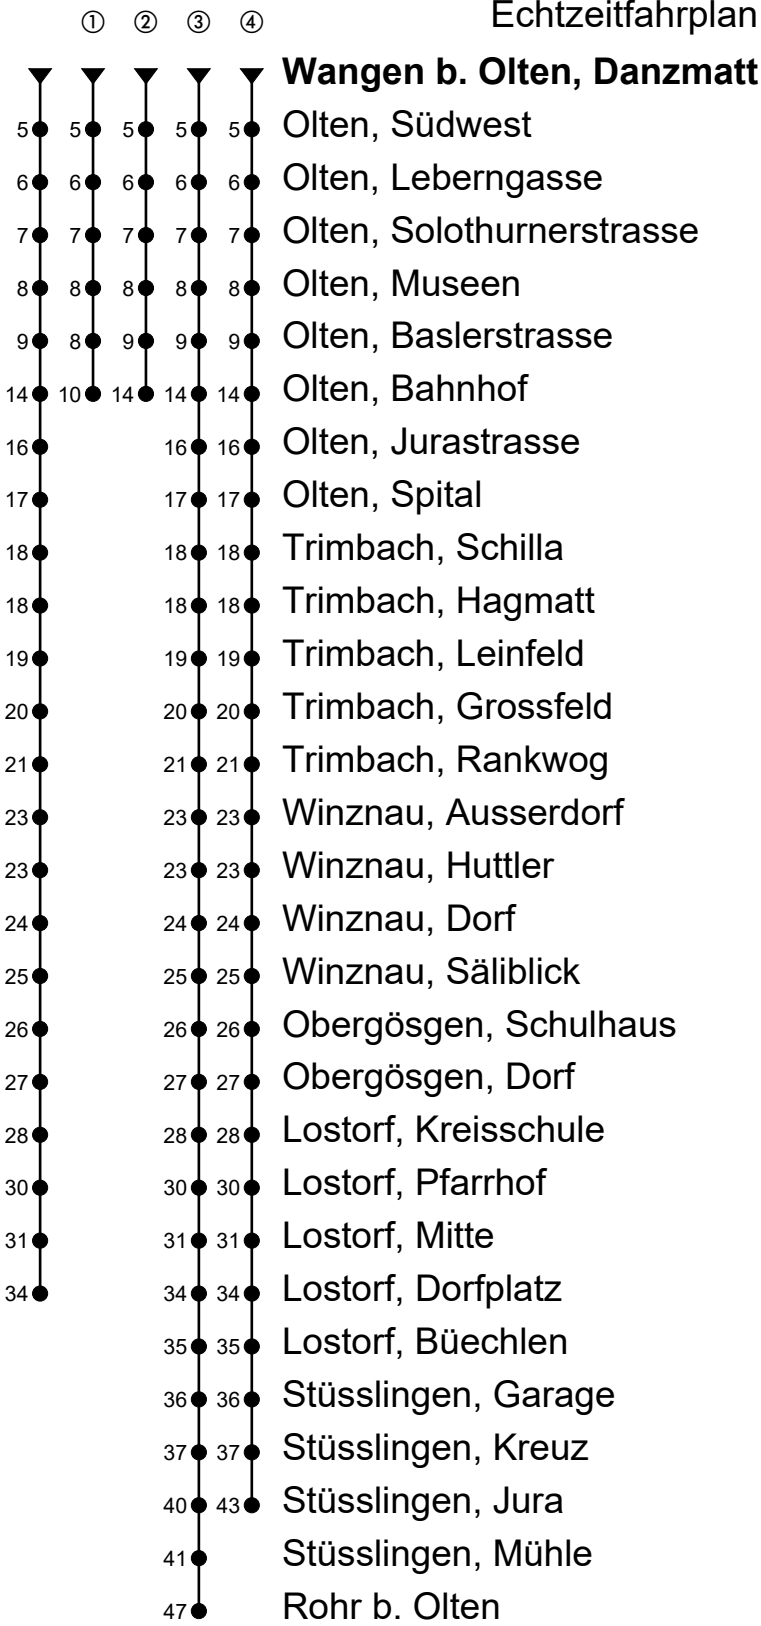 ① ② ③ ④ Echtzeitfahrplan
Wangen b. Olten, Danzmatt
5 5 5 5 5 Olten, Südwest
6 6 6 6 6 Olten, Leberngasse
7 7 7 7 7 Olten, Solothurnerstrasse
8 8 8 8 8 Olten, Museen
9 8 9 9 9 Olten, Baslerstrasse
14 10 14 14 14 Olten, Bahnhof
16 16 16 Olten, Jurastrasse
17 17 17 Olten, Spital
18 18 18 Trimbach, Schilla
18 18 18 Trimbach, Hagmatt
19 19 19 Trimbach, Leinfeld
20 20 20 Trimbach, Grossfeld
21 21 21 Trimbach, Rankwog
23 23 23 Winznau, Ausserdorf
23 23 23 Winznau, Huttler
24 24 24 Winznau, Dorf
25 25 25 Winznau, Säliblick
26 26 26 Obergösgen, Schulhaus
27 27 27 Obergösgen, Dorf
28 28 28 Lostorf, Kreisschule
30 30 30 Lostorf, Pfarrhof
31 31 31 Lostorf, Mitte
34 34 34 Lostorf, Dorfplatz
35 35 Lostorf, Büechlen
36 36 Stüsslingen, Garage
37 37 Stüsslingen, Kreuz
40 43 Stüsslingen, Jura
41 Stüsslingen, Mühle
47 Rohr b. Olten